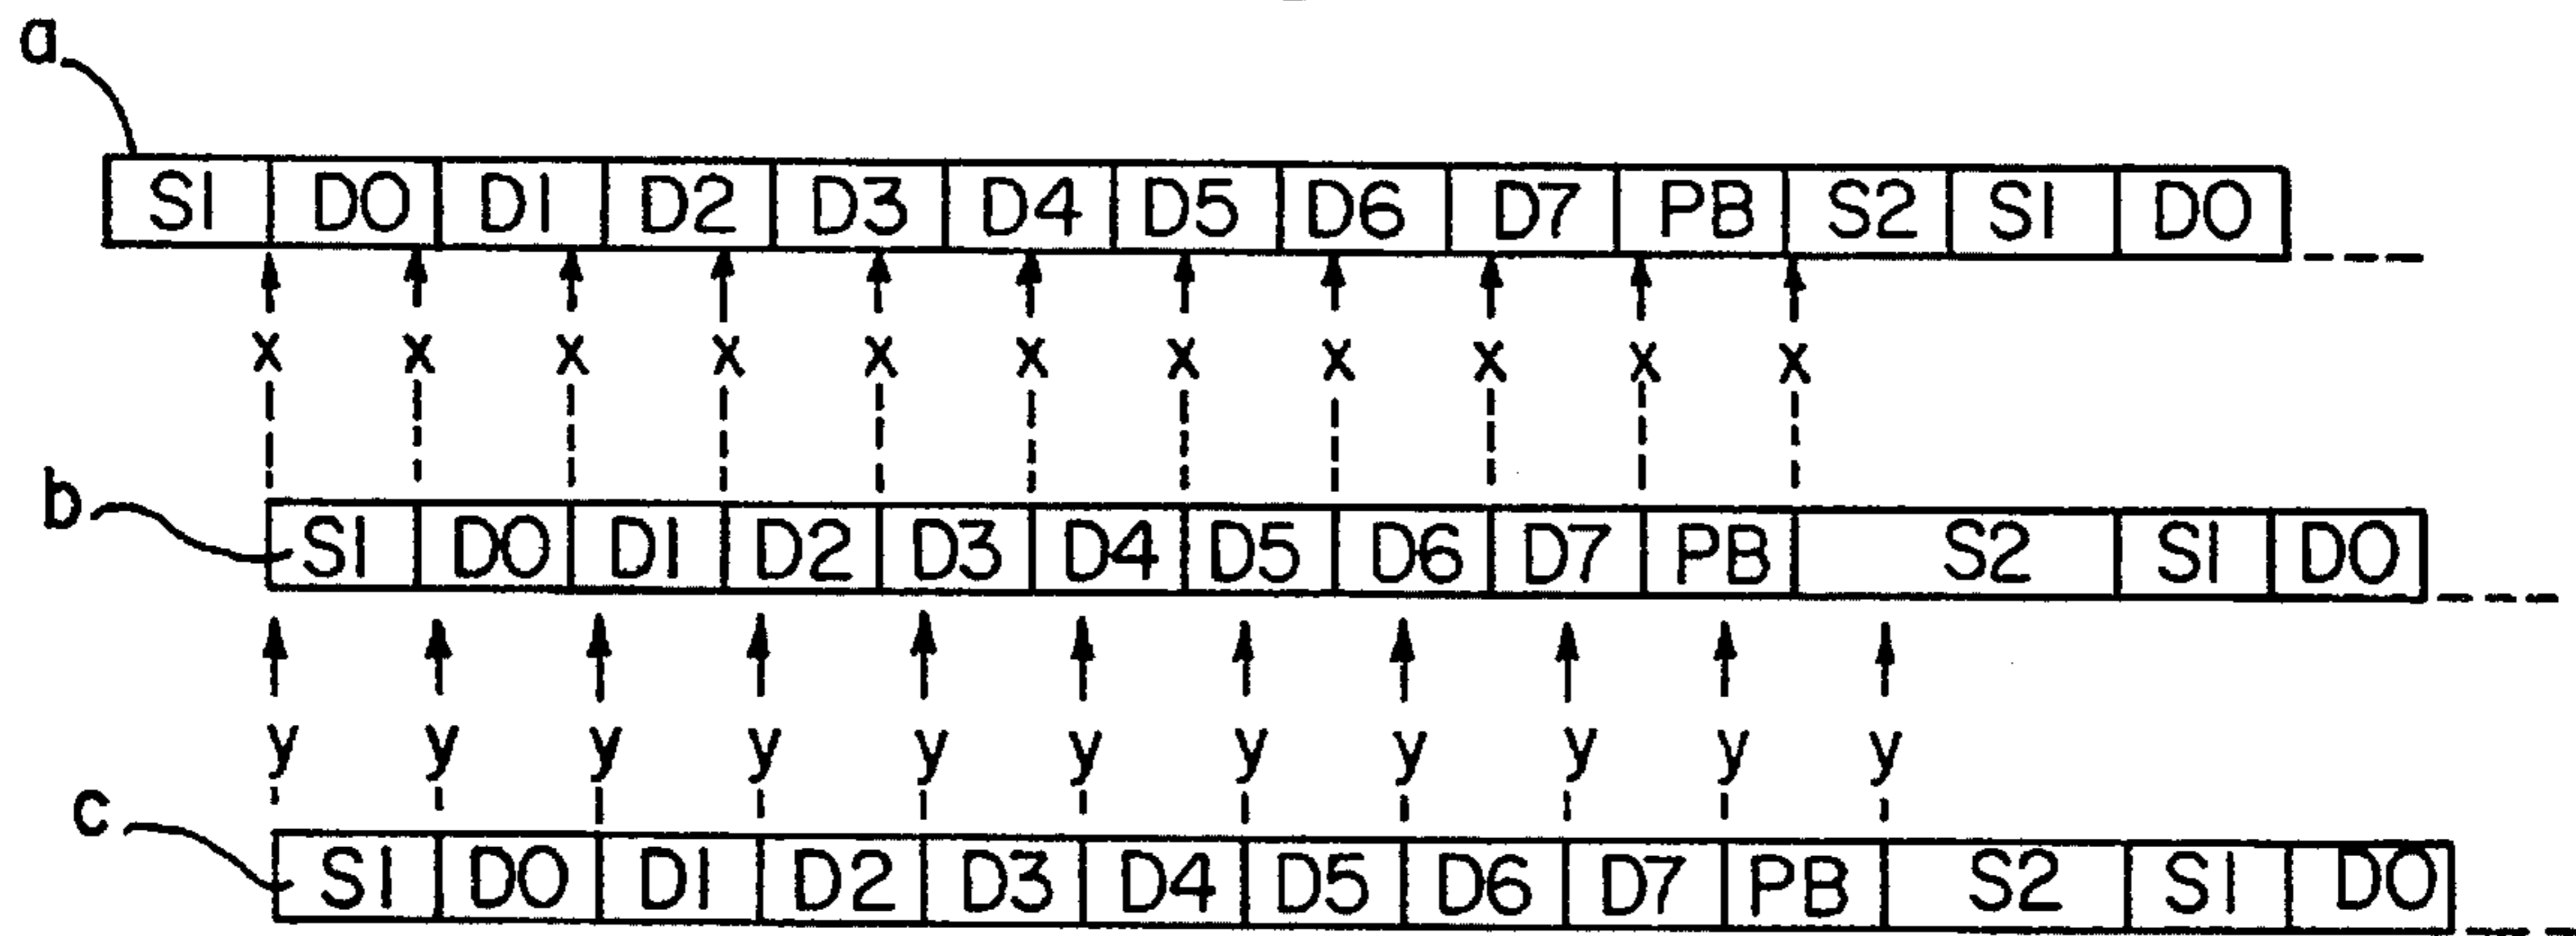 a
S1 D0 D1 D2 D3 D4 D5 D6 D7 PB S2 S1 D0
x x x x x x x x x x x
b
S1 D0 D1 D2 D3 D4 D5 D6 D7 PB S2 S1 D0
y y y y y y y y y y y
c
S1 D0 D1 D2 D3 D4 D5 D6 D7 PB S2 S1 D0